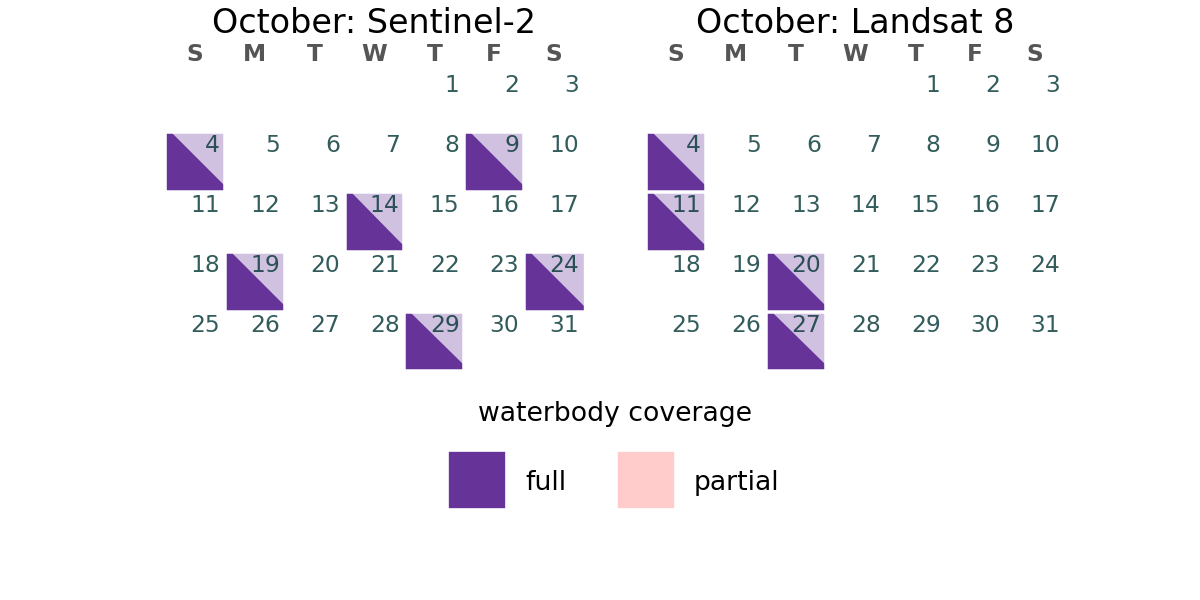 October: Sentinel-2
S M T W T F S
1 2 3
4 5 6 7 8 9 10
11 12 13 14 15 16 17
18 19 20 21 22 23 24
25 26 27 28 29 30 31
October: Landsat 8
S M T W T F S
1 2 3
4 5 6 7 8 9 10
11 12 13 14 15 16 17
18 19 20 21 22 23 24
25 26 27 28 29 30 31
waterbody coverage
full
partial